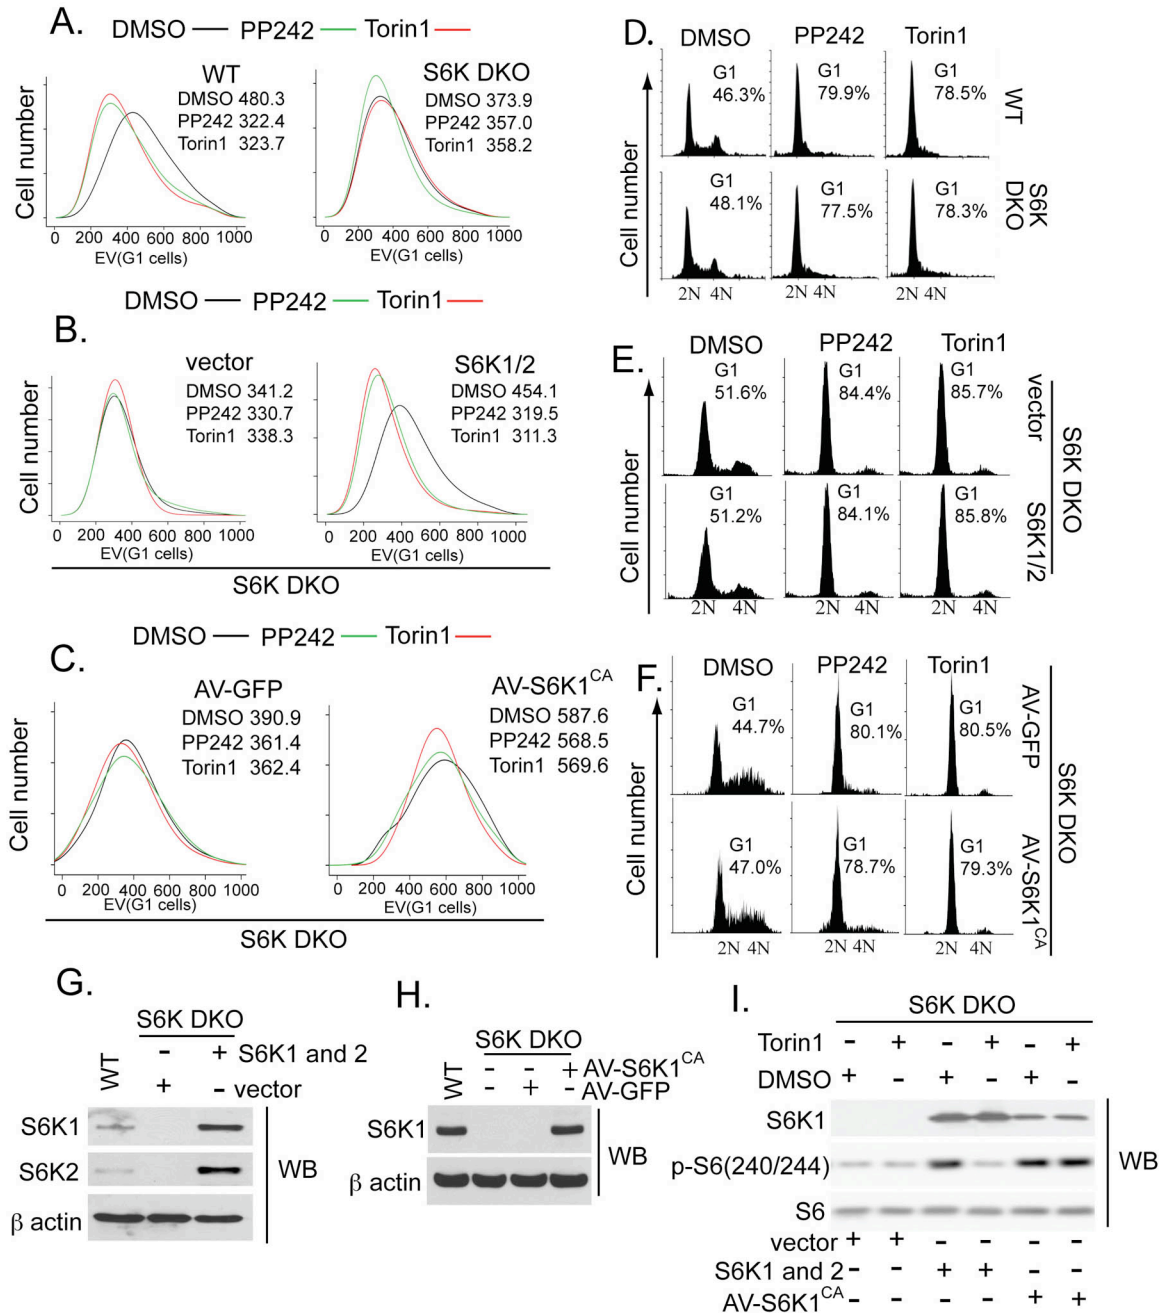 A.
DMSO PP242 Torin1
Cell number
WT
DMSO 480.3
PP242 322.4
Torin1 323.7
0 200 400 600 800 1000
EV(G1 cells)
S6K DKO
DMSO 373.9
PP242 357.0
Torin1 358.2
0 200 400 600 800 1000
EV(G1 cells)
DMSO PP242 Torin1
B.
Cell number
vector
DMSO 341.2
PP242 330.7
Torin1 338.3
0 200 400 600 800 1000
EV(G1 cells)
S6K1/2
DMSO 454.1
PP242 319.5
Torin1 311.3
0 200 400 600 800 1000
EV(G1 cells)
S6K DKO
DMSO PP242 Torin1
C.
Cell number
AV-GFP
DMSO 390.9
PP242 361.4
Torin1 362.4
0 200 400 600 800 1000
EV(G1 cells)
AV-S6K1CA
DMSO 587.6
PP242 568.5
Torin1 569.6
0 200 400 600 800 1000
EV(G1 cells)
S6K DKO
D.
DMSO PP242 Torin1
Cell number
G1
46.3%
G1
79.9%
G1
78.5%
WT
G1
48.1%
G1
77.5%
G1
78.3%
S6K
DKO
2N 4N 2N 4N 2N 4N
E.
DMSO PP242 Torin1
Cell number
G1
51.6%
G1
84.4%
G1
85.7%
vector
G1
51.2%
G1
84.1%
G1
85.8%
S6K1/2
S6K DKO
2N 4N 2N 4N 2N 4N
F.
DMSO PP242 Torin1
Cell number
G1
44.7%
G1
80.1%
G1
80.5%
AV-GFP
G1
47.0%
G1
78.7%
G1
79.3%
AV-S6K1CA
S6K DKO
2N 4N 2N 4N 2N 4N
G.
S6K DKO
WT - + S6K1 and 2
+ - vector
S6K1
S6K2
β actin
WB
H.
S6K DKO
WT - - + AV-S6K1CA
- + - AV-GFP
S6K1
β actin
WB
I.
S6K DKO
Torin1 - + - + - +
DMSO + - + - + -
S6K1
p-S6(240/244)
S6
WB
vector + + - - - -
S6K1 and 2 - - + + - -
AV-S6K1CA - - - - + +